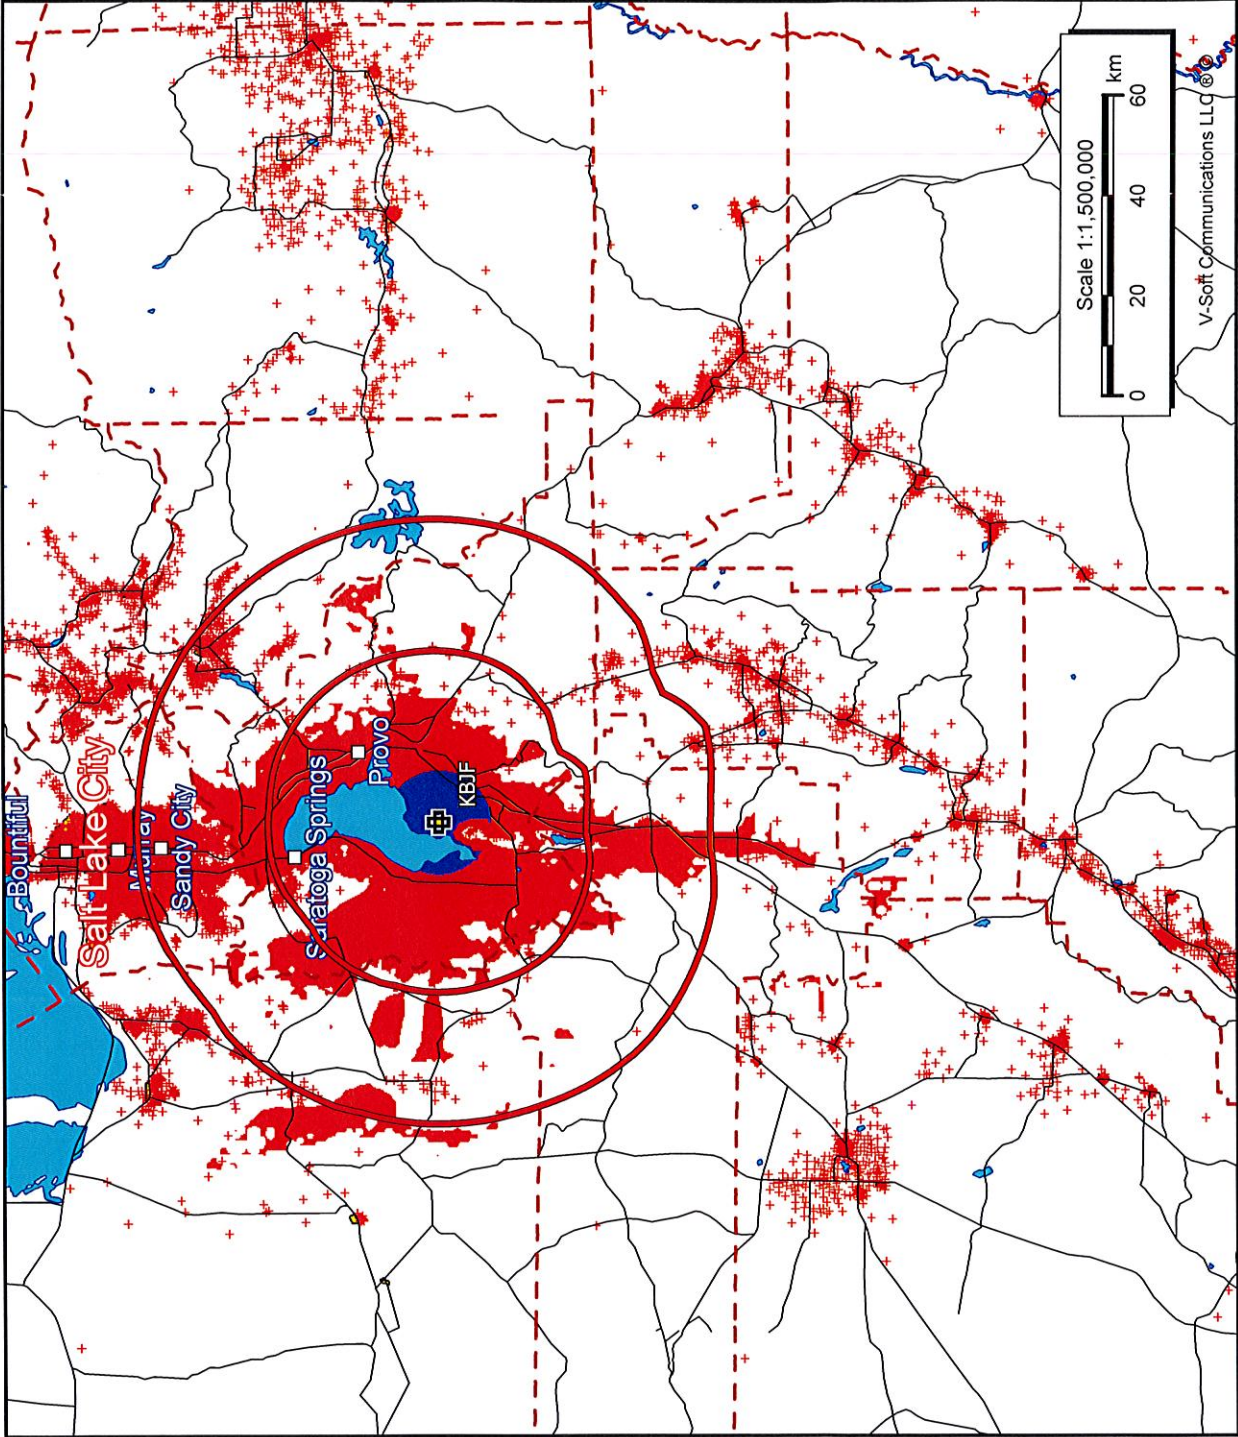 Bountiful
Salt Lake City
Murray
Sandy City
Saratoga Springs
Provo
KBJF
Scale 1:1,500,000
0 20 40 60 km
V-Soft Communications LLC ® ©